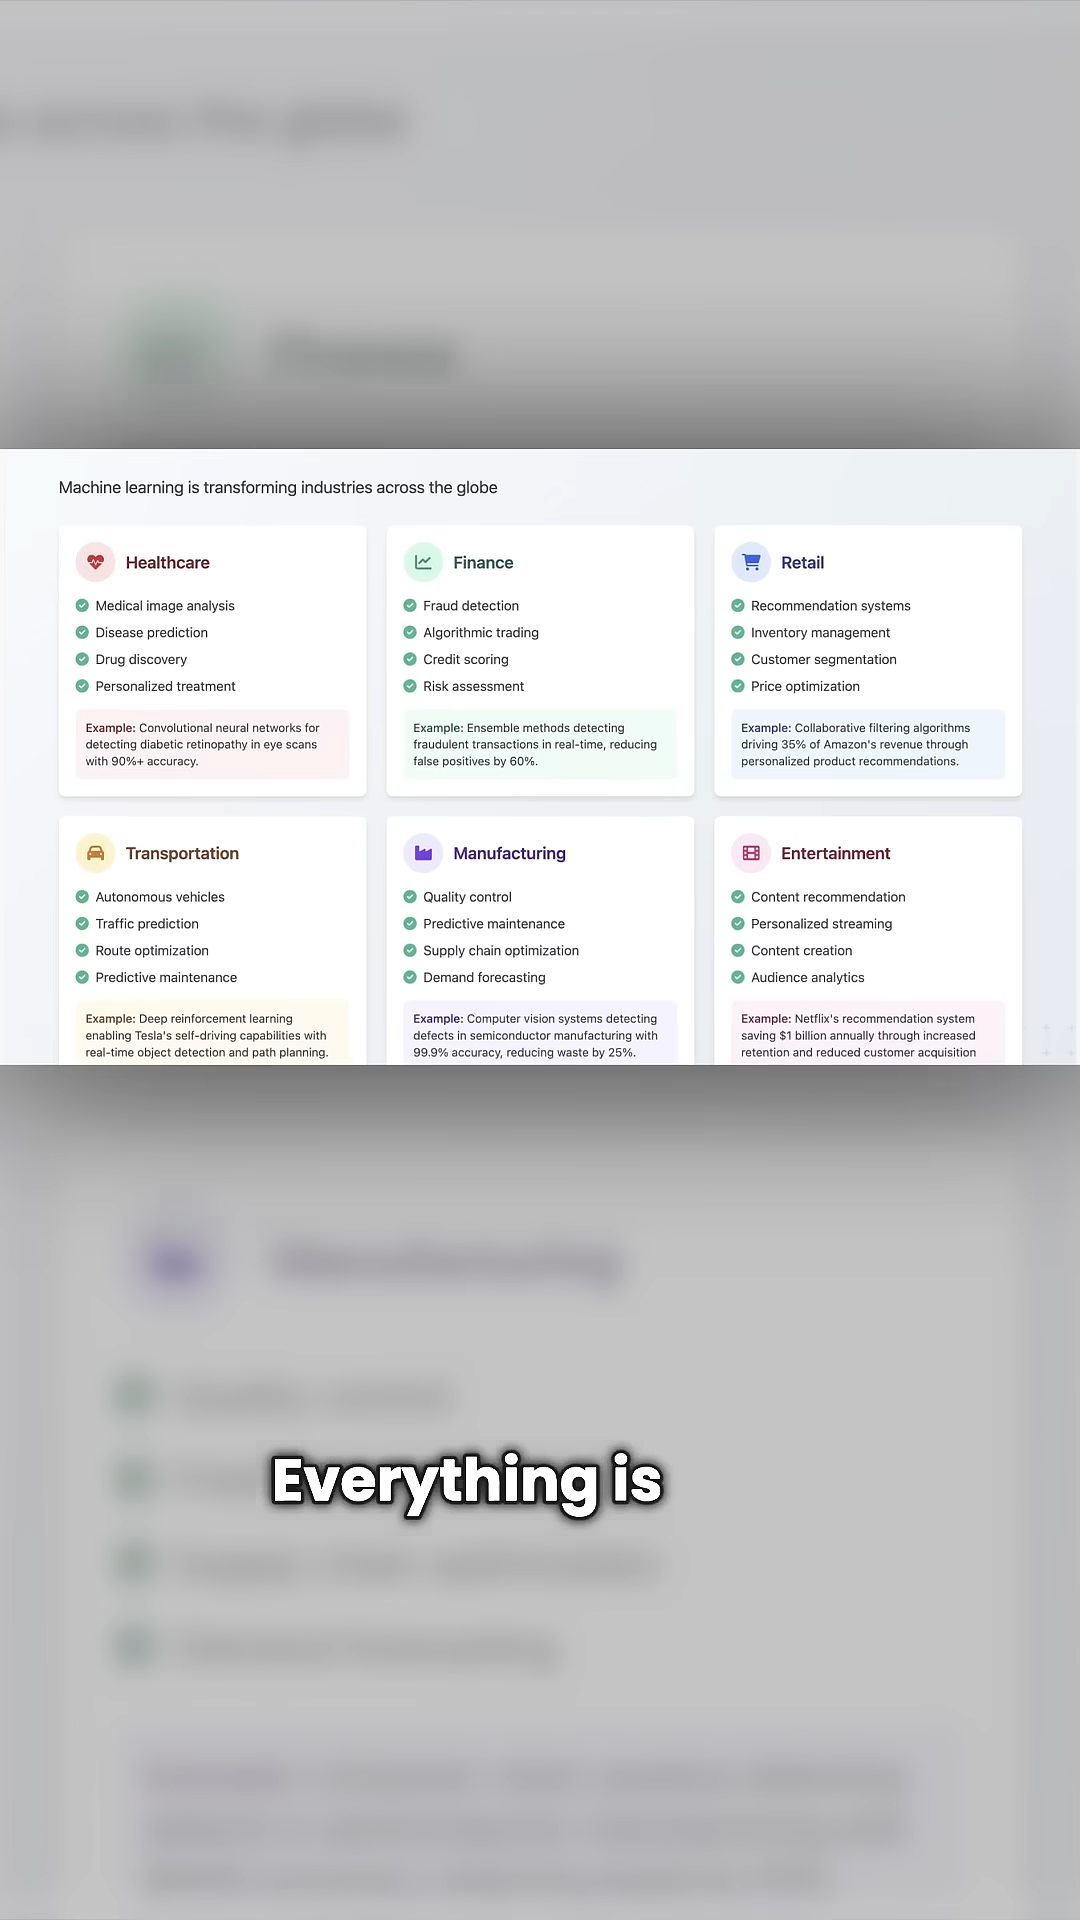 Machine learning is transforming industries across the globe
Healthcare
Medical image analysis
Disease prediction
Drug discovery
Personalized treatment
Example: Convolutional neural networks for
detecting diabetic retinopathy in eye scans
with 90%+ accuracy.
Finance
Fraud detection
Algorithmic trading
Credit scoring
Risk assessment
Example: Ensemble methods detecting
fraudulent transactions in real-time, reducing
false positives by 60%.
Retail
Recommendation systems
Inventory management
Customer segmentation
Price optimization
Example: Collaborative filtering algorithms
driving 35% of Amazon's revenue through
personalized product recommendations.
Transportation
Autonomous vehicles
Traffic prediction
Route optimization
Predictive maintenance
Example: Deep reinforcement learning
enabling Tesla's self-driving capabilities with
real-time object detection and path planning.
Manufacturing
Quality control
Predictive maintenance
Supply chain optimization
Demand forecasting
Example: Computer vision systems detecting
defects in semiconductor manufacturing with
99.9% accuracy, reducing waste by 25%.
Entertainment
Content recommendation
Personalized streaming
Content creation
Audience analytics
Example: Netflix's recommendation system
saving $1 billion annually through increased
retention and reduced customer acquisition
Everything is